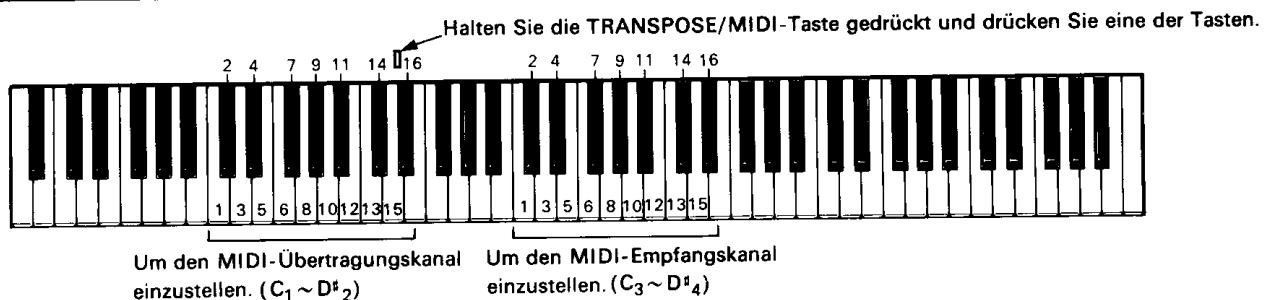 Halten Sie die TRANSPOSE/MIDI-Taste gedrückt und drücken Sie eine der Tasten.
2 4 7 9 11 14 16 2 4 7 9 11 14 16
1 3 5 6 8 10 12 13 15 1 3 5 6 8 10 12 13 15
Um den MIDI-Übertragungskanal
einzustellen. (C₁ ~ D♯₂)
Um den MIDI-Empfangskanal
einzustellen. (C₃ ~ D♯₄)